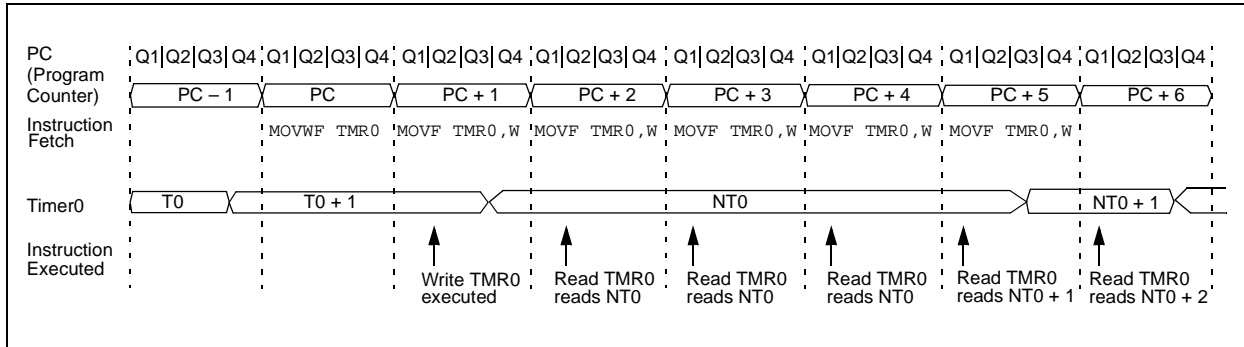 PC (Program Counter)
Q1|Q2|Q3|Q4 Q1|Q2|Q3|Q4 Q1|Q2|Q3|Q4 Q1|Q2|Q3|Q4 Q1|Q2|Q3|Q4 Q1|Q2|Q3|Q4 Q1|Q2|Q3|Q4 Q1|Q2|Q3|Q4
PC – 1 PC PC + 1 PC + 2 PC + 3 PC + 4 PC + 5 PC + 6
Instruction Fetch
MOVWF TMR0 MOVF TMR0,W MOVF TMR0,W MOVF TMR0,W MOVF TMR0,W MOVF TMR0,W
Timer0 T0 T0 + 1 NT0 NT0 + 1
Instruction Executed
Write TMR0 executed
Read TMR0 reads NT0
Read TMR0 reads NT0
Read TMR0 reads NT0
Read TMR0 reads NT0 + 1
Read TMR0 reads NT0 + 2